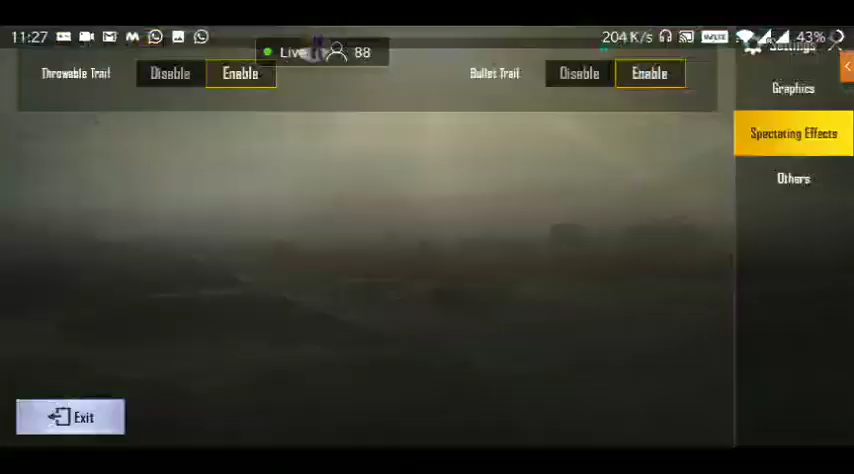 11:27
204 K/s
VoLTE
43%
Live
88
Settings
Throwable Trail
Disable
Enable
Bullet Trail
Disable
Enable
Graphics
Spectating Effects
Others
Exit